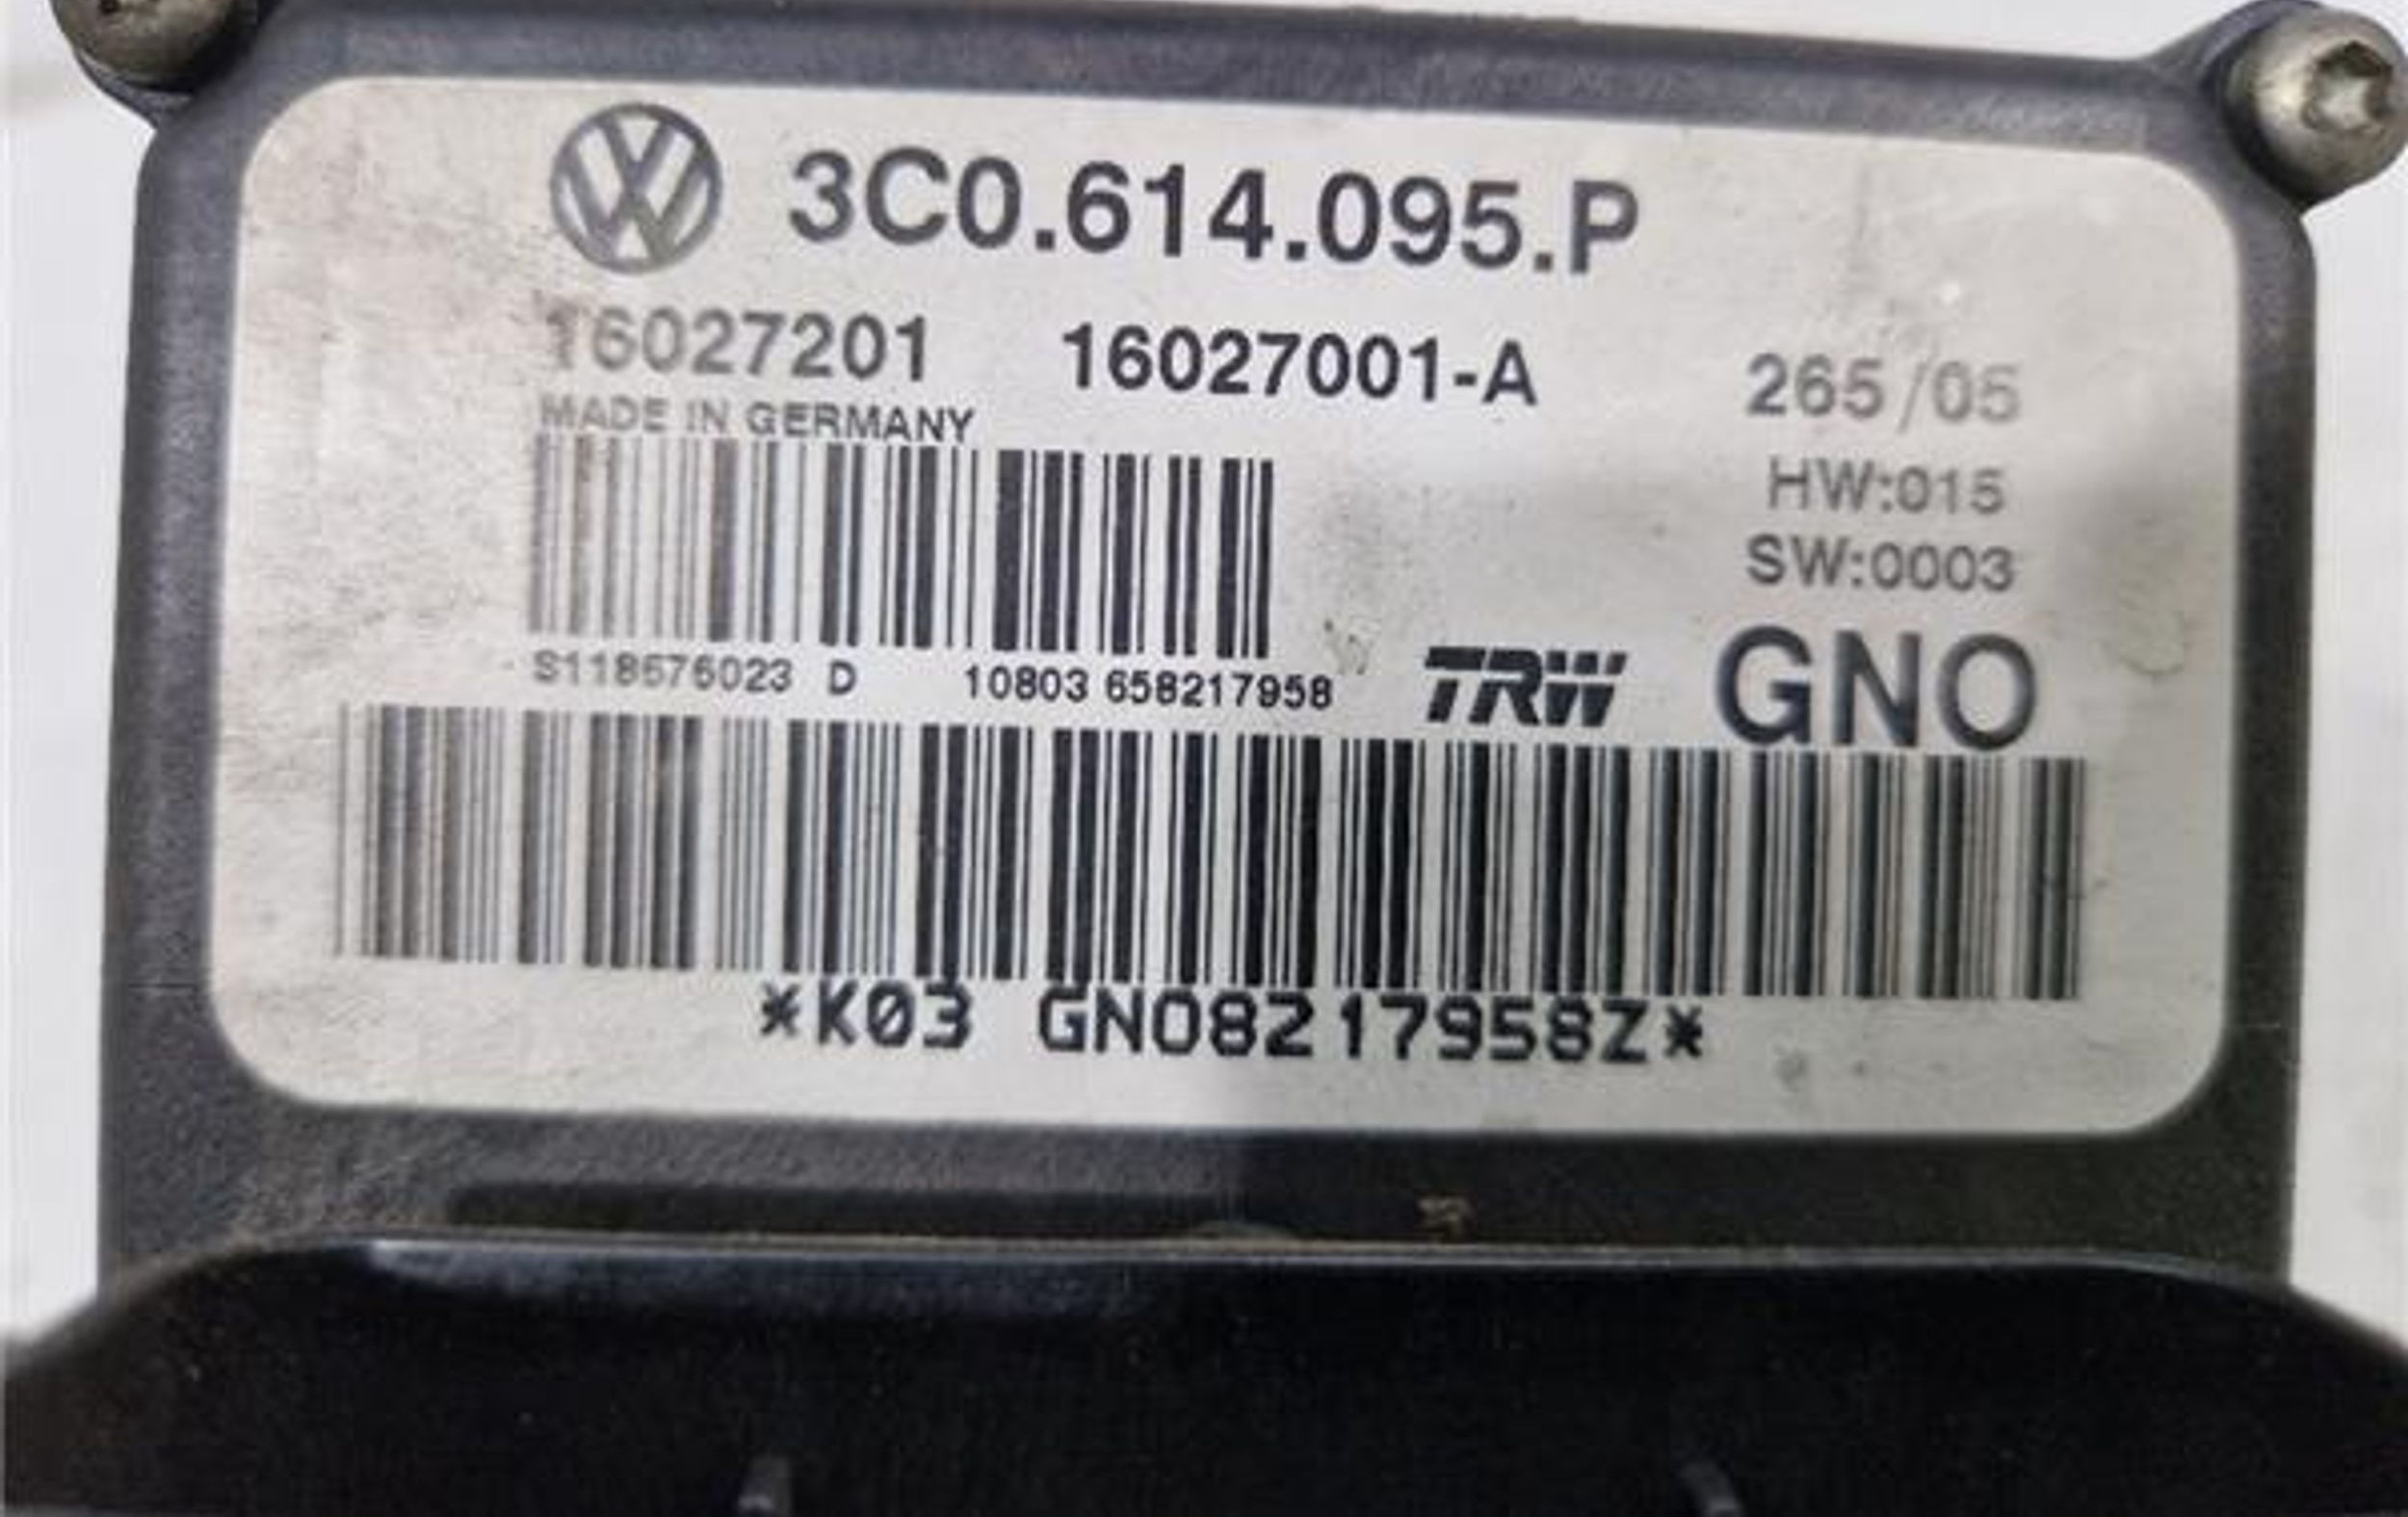 3C0.614.095.P
16027201 16027001-A 265/05
MADE IN GERMANY
HW:015
SW:0003
S118576023 D 10803 658217958 TRW GNO
*K03 GNO8217958Z*